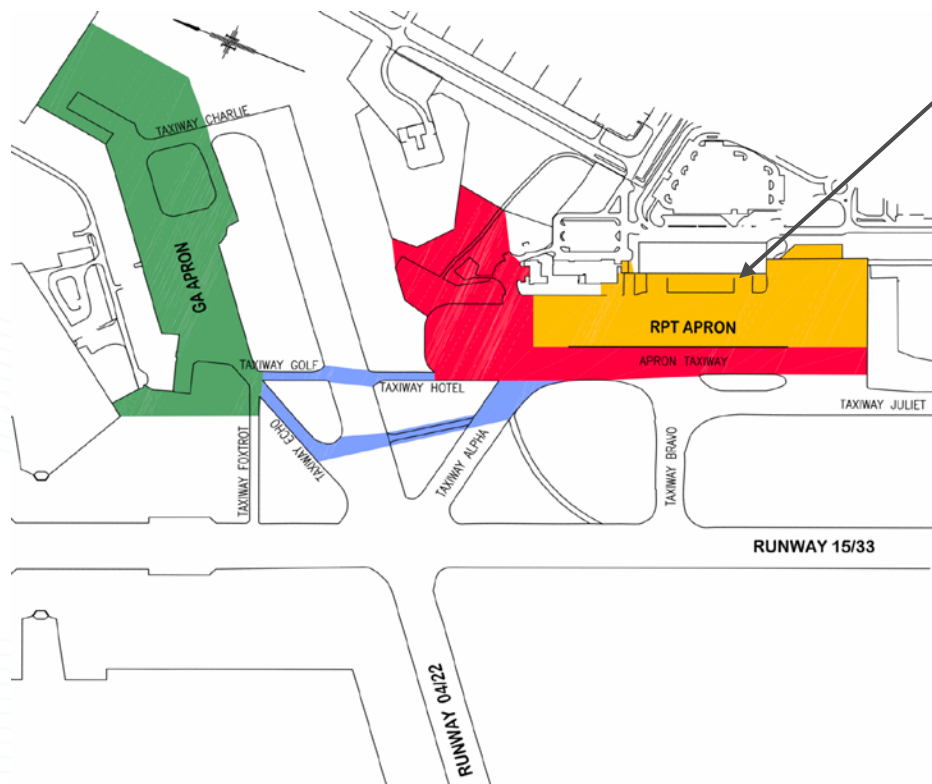 TAXIWAY CHARLIE
GA APRON
RPT APRON
APRON TAXIWAY
TAXIWAY GOLF
TAXIWAY HOTEL
TAXIWAY JULIET
TAXIWAY ECHO
TAXIWAY FOXTROT
TAXIWAY ALPHA
TAXIWAY BRAVO
RUNWAY 15/33
RUNWAY 04/22